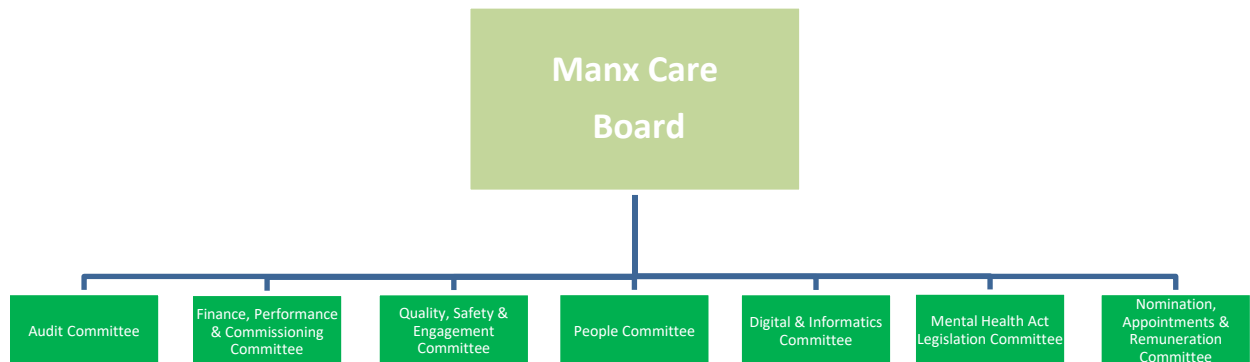 Manx Care
Board
Audit Committee
Finance, Performance
& Commissioning
Committee
Quality, Safety &
Engagement
Committee
People Committee
Digital & Informatics
Committee
Mental Health Act
Legislation Committee
Nomination,
Appointments &
Remuneration
Committee